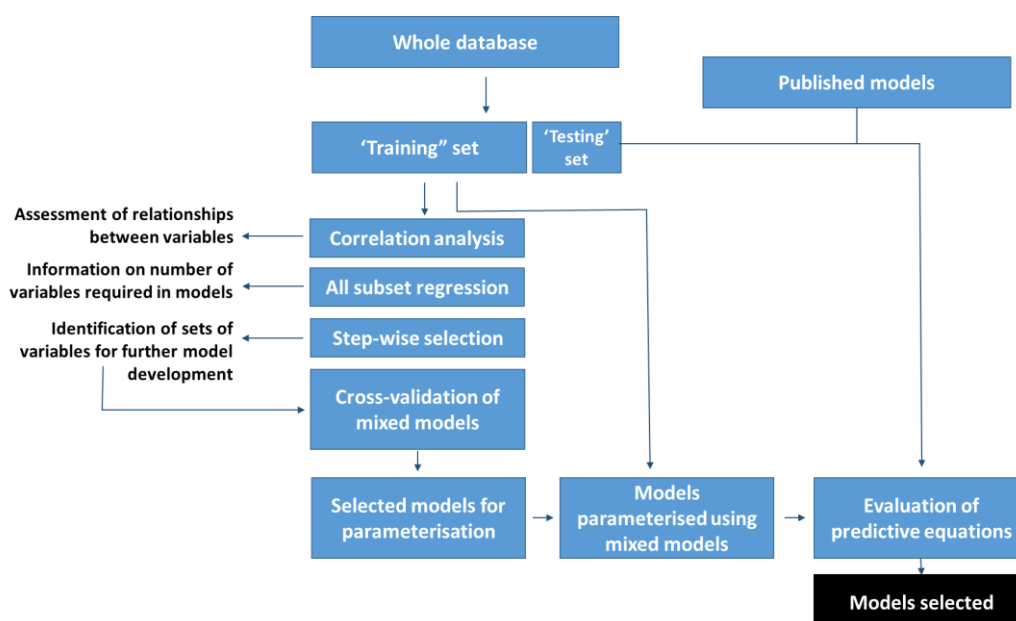 Whole database
Published models
‘Training” set
‘Testing’
set
Assessment of relationships
between variables
Correlation analysis
Information on number of
variables required in models
All subset regression
Identification of sets of
variables for further model
development
Step-wise selection
Cross-validation of
mixed models
Selected models for
parameterisation
Models
parameterised using
mixed models
Evaluation of
predictive equations
Models selected